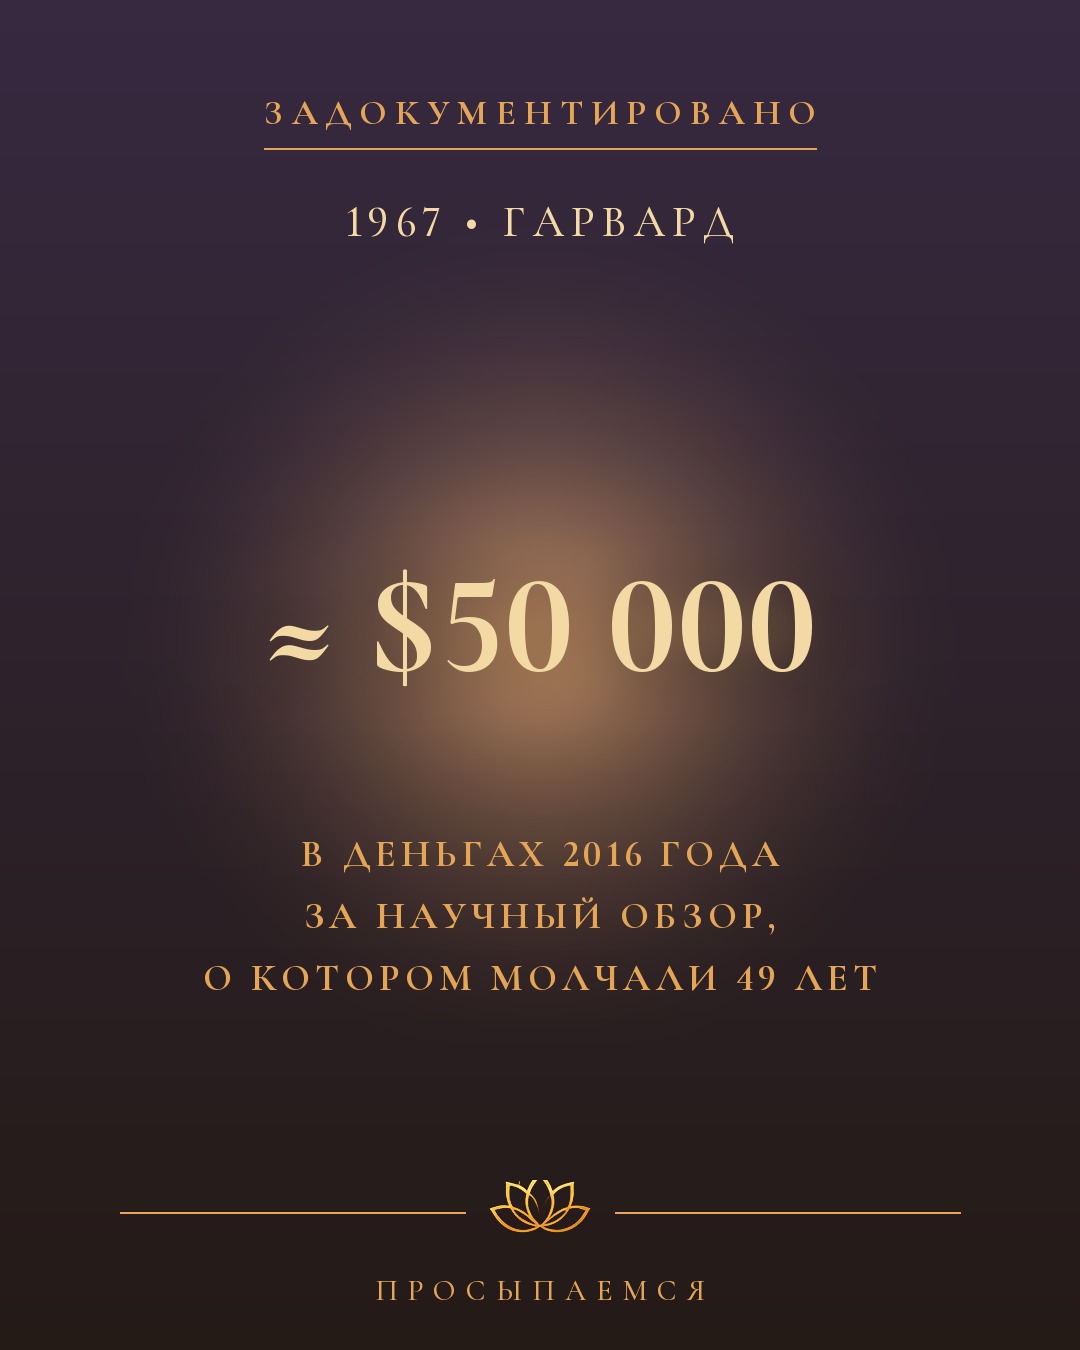 ЗАДОКУМЕНТИРОВАНО
1967 • ГАРВАРД
≈ $50 000
В ДЕНЬГАХ 2016 ГОДА
ЗА НАУЧНЫЙ ОБЗОР,
О КОТОРОМ МОЛЧАЛИ 49 ЛЕТ
ПРОСЫПАЕМСЯ